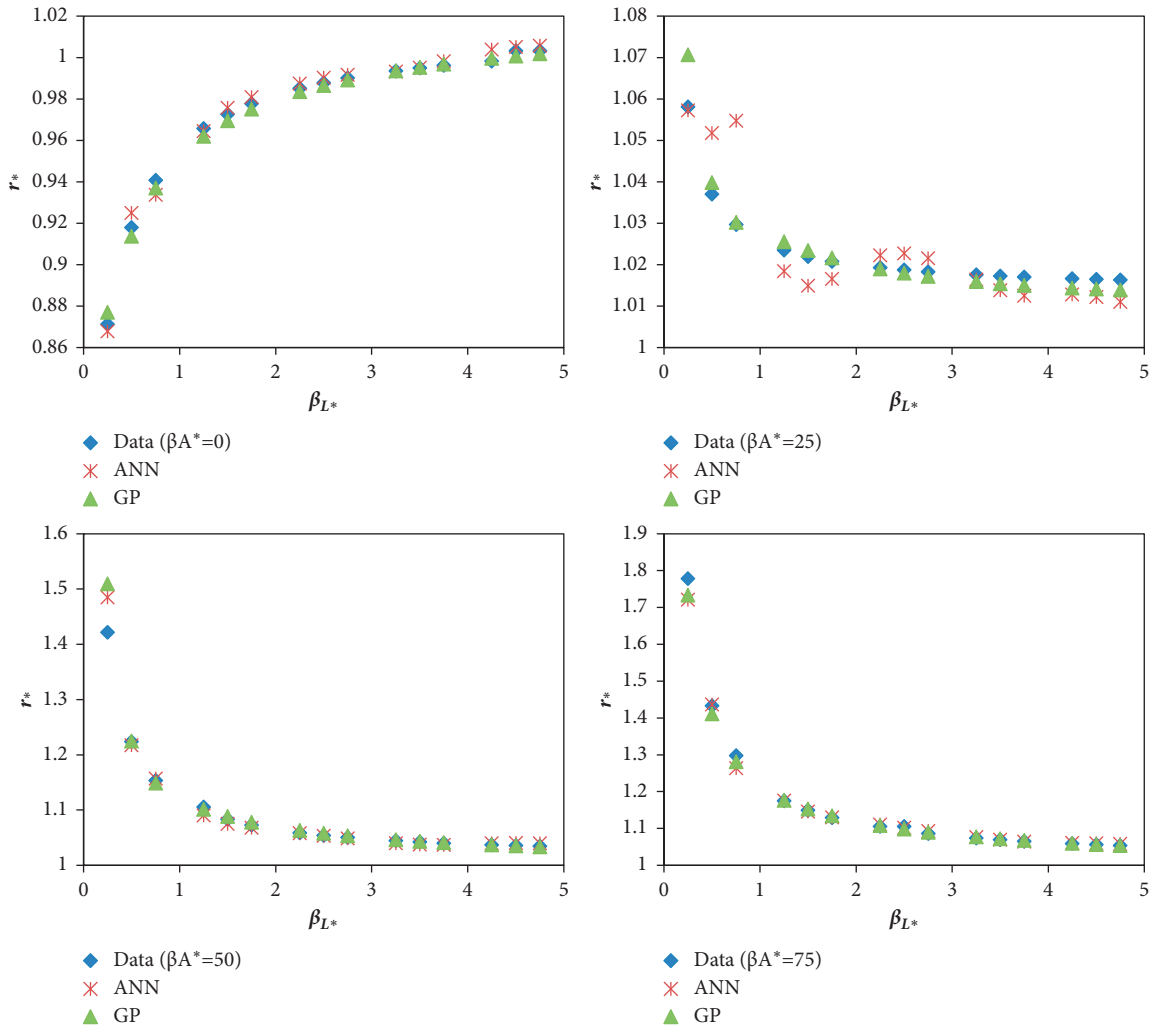 1.02
1
0.98
0.96
0.94
0.92
0.9
0.88
0.86
r*
0 1 2 3 4 5
βL*
Data (βA*=0)
ANN
GP
1.08
1.07
1.06
1.05
1.04
1.03
1.02
1.01
1
r*
0 1 2 3 4 5
βL*
Data (βA*=25)
ANN
GP
1.6
1.5
1.4
1.3
1.2
1.1
1
r*
0 1 2 3 4 5
βL*
Data (βA*=50)
ANN
GP
1.9
1.8
1.7
1.6
1.5
1.4
1.3
1.2
1.1
1
r*
0 1 2 3 4 5
βL*
Data (βA*=75)
ANN
GP